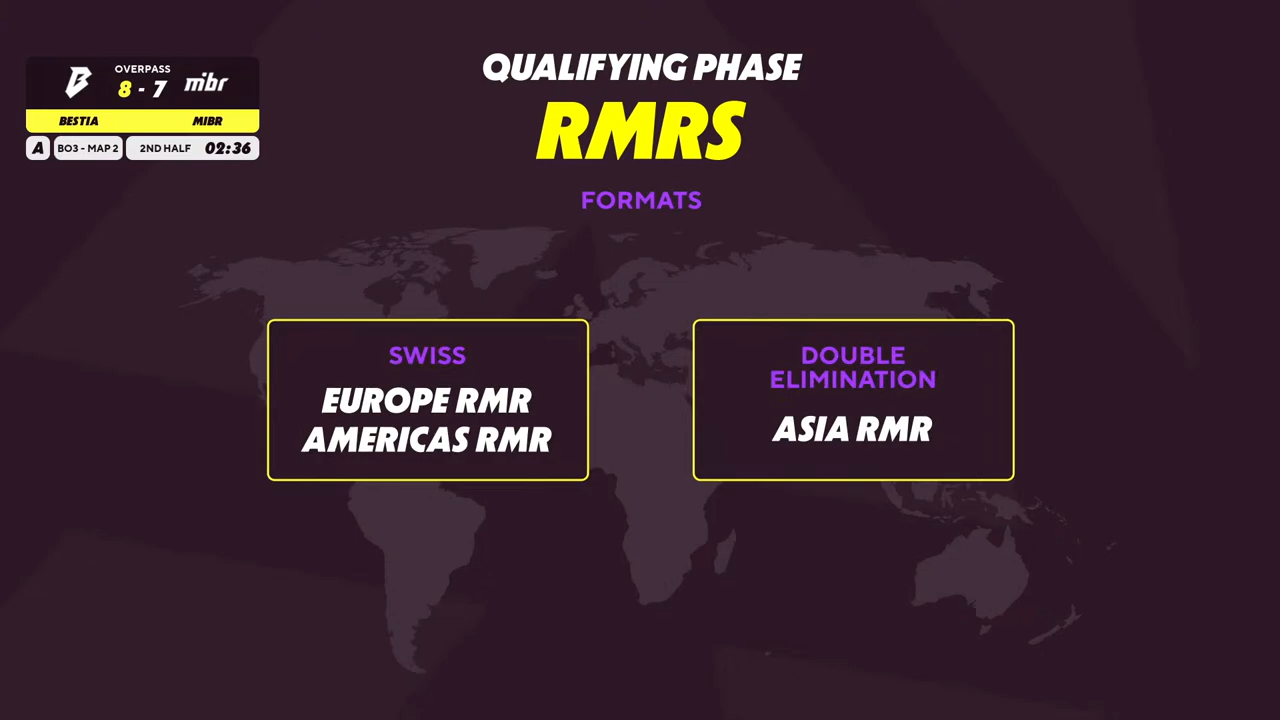 OVERPASS
8 - 7
mibr
BESTIA MIBR
A BO3 - MAP 2 2ND HALF 02:36
QUALIFYING PHASE
RMRS
FORMATS
SWISS
EUROPE RMR
AMERICAS RMR
DOUBLE
ELIMINATION
ASIA RMR